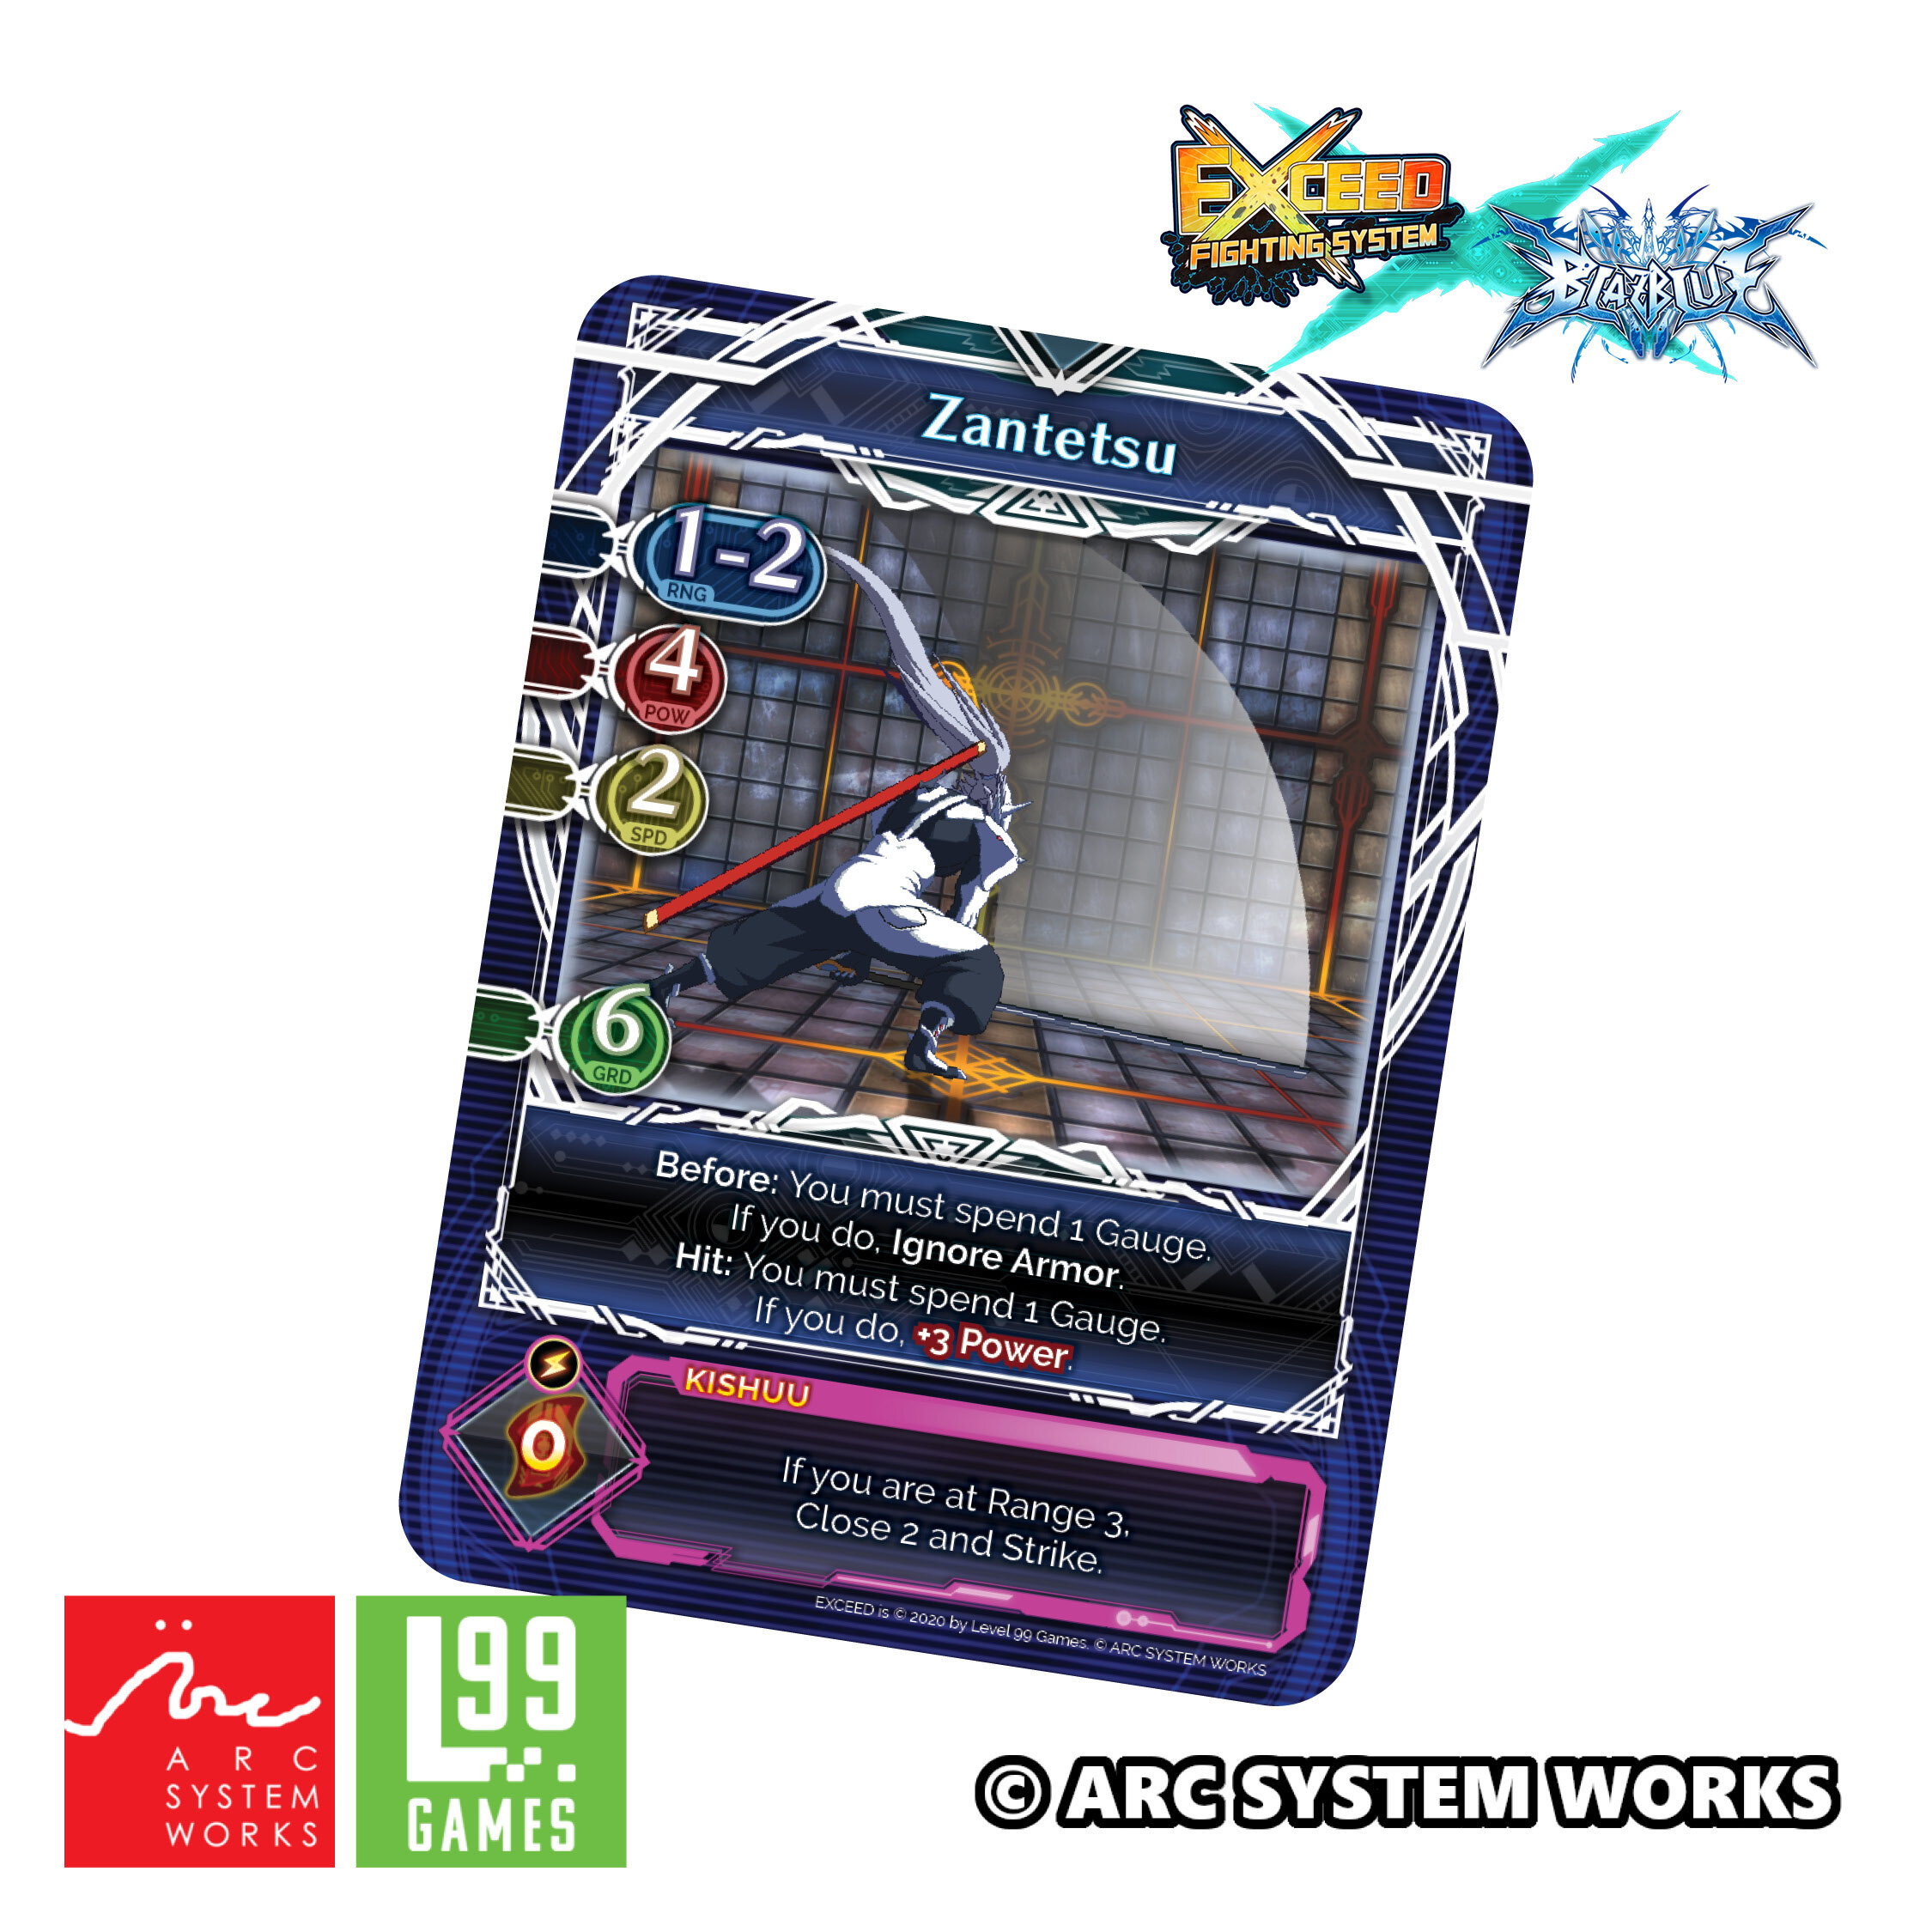 EXCEED
FIGHTING SYSTEM
BLAZBLUE
Zantetsu
1-2
RNG
4
POW
2
SPD
6
GRD
Before: You must spend 1 Gauge.
If you do, Ignore Armor.
Hit: You must spend 1 Gauge.
If you do, +3 Power.
KISHUU
0
If you are at Range 3,
Close 2 and Strike.
EXCEED is © 2020 by Level 99 Games. © ARC SYSTEM WORKS
Arc
ARC
SYSTEM
WORKS
L99
GAMES
© ARC SYSTEM WORKS